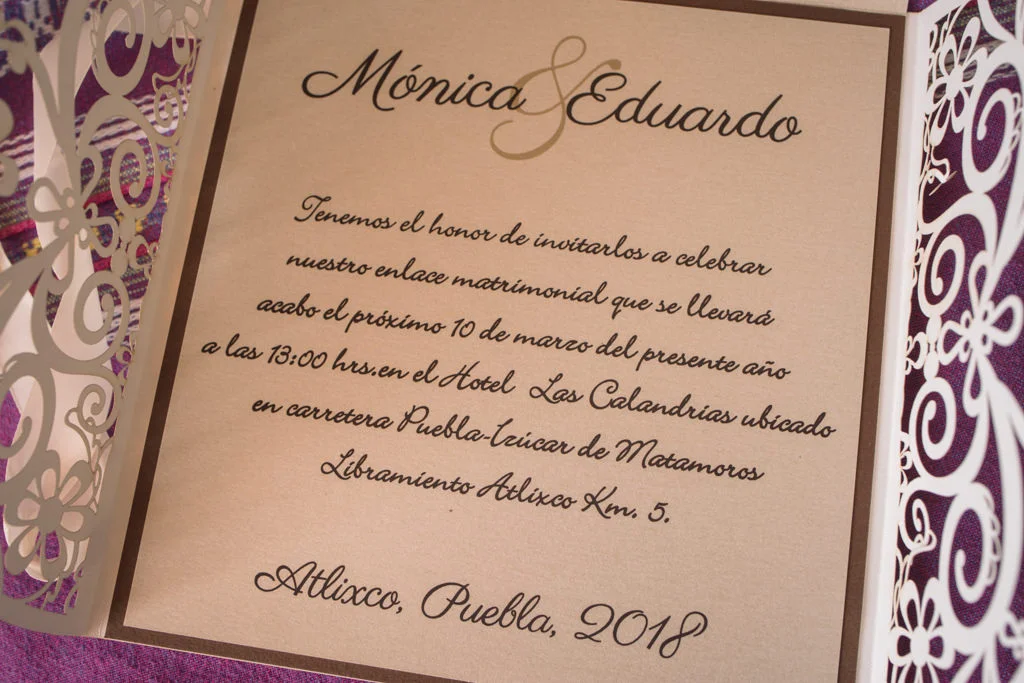 Mónica & Eduardo
Tenemos el honor de invitarlos a celebrar
nuestro enlace matrimonial que se llevará
acabo el próximo 10 de marzo del presente año
a las 13:00 hrs.en el Hotel Las Calandrias ubicado
en carretera Puebla-Izúcar de Matamoros
Libramiento Atlixco Km. 5.
Atlixco, Puebla, 2018